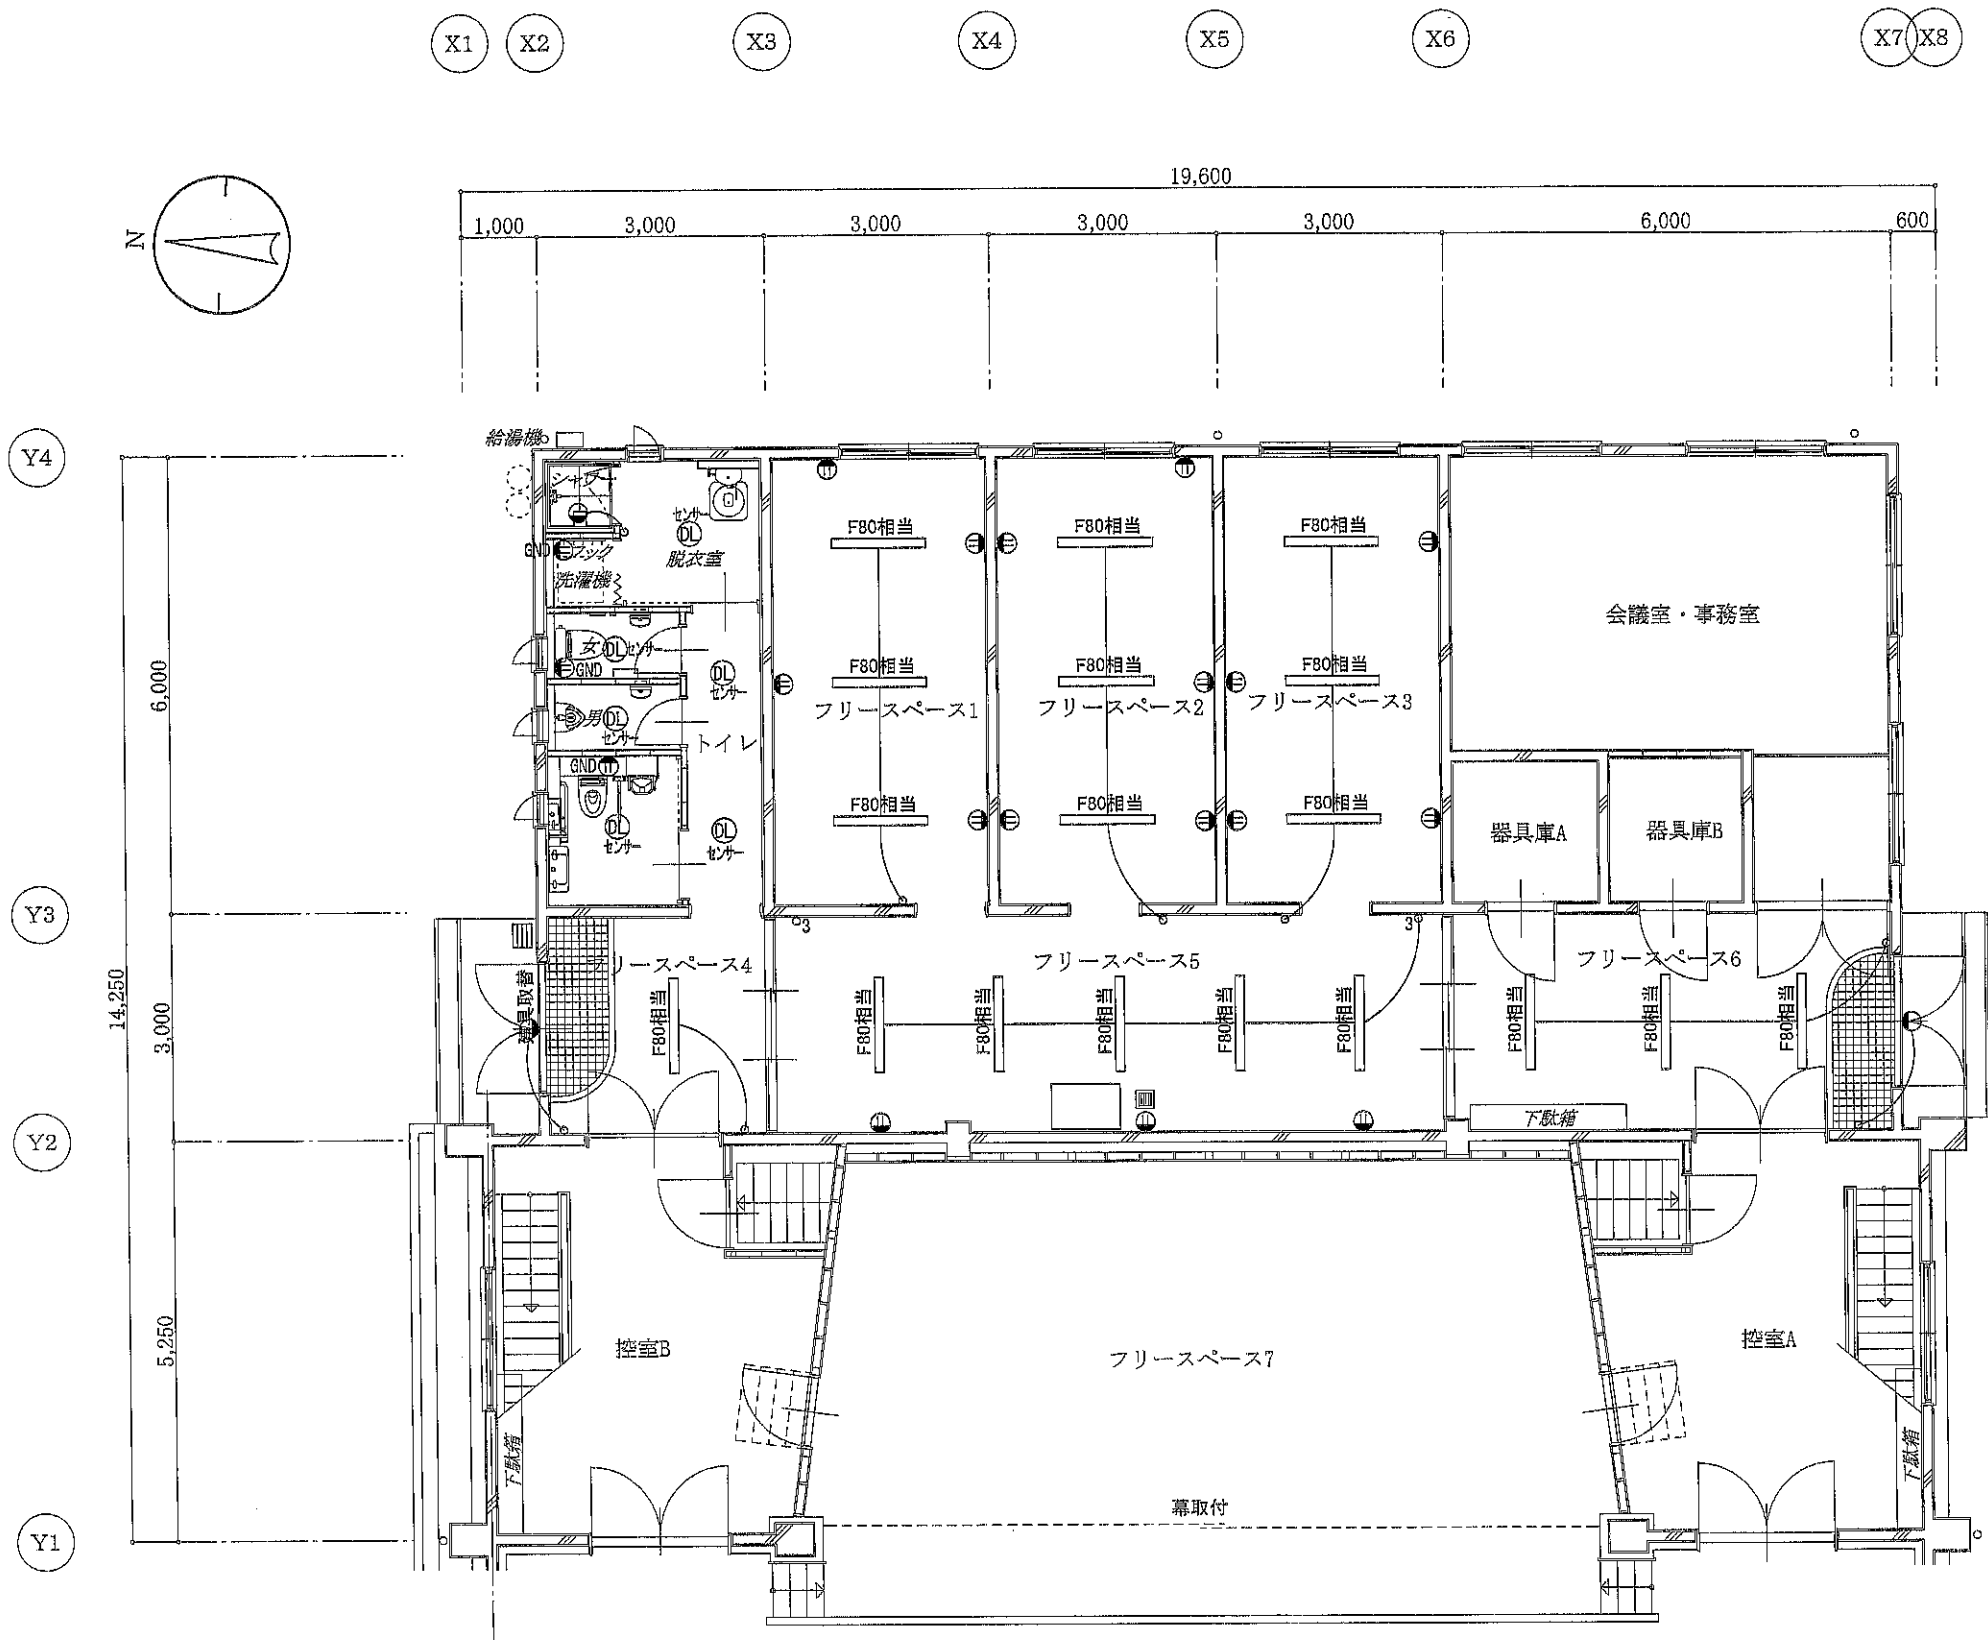 X1 X2 X3 X4 X5 X6 X7 X8
19,600
1,000 3,000 3,000 3,000 3,000 6,000 600
N
Y4
給湯機
シャワー
センサー
DL
脱衣室
GND
フック
洗濯機
F80相当 F80相当 F80相当
会議室・事務室
女 DL センサー
GND
DL
センサー
F80相当 F80相当 F80相当
フリースペース1 フリースペース2 フリースペース3
男 DL
センサー
トイレ
GND
F80相当 F80相当 F80相当
DL
センサー
DL
センサー
器具庫A 器具庫B
6,000
14,250
3,000
5,250
Y3
3 3
リースペース4 フリースペース5 フリースペース6
建具取替
F80相当 F80相当 F80相当 F80相当 F80相当 F80相当 F80相当 F80相当 F80相当
下駄箱
Y2
控室B フリースペース7 控室A
下駄箱 下駄箱
幕取付
Y1